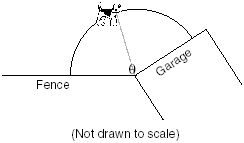 θ
Garage
Fence
(Not drawn to scale)